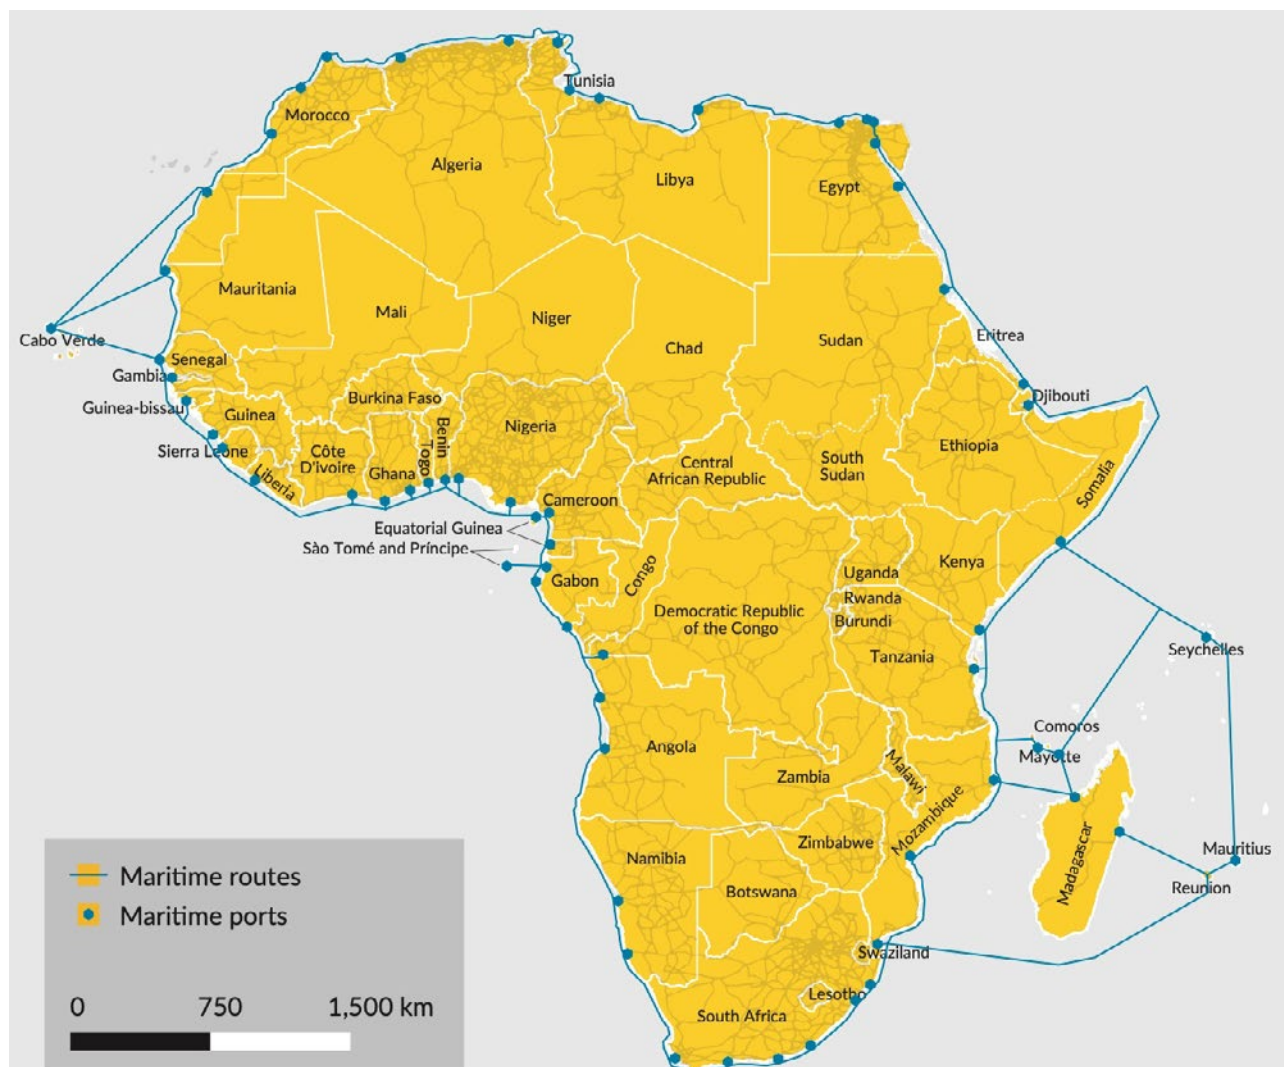 Tunisia
Morocco
Algeria
Libya
Egypt
Mauritania
Mali
Niger
Chad
Sudan
Eritrea
Cabo Verde
Senegal
Gambia
Guinea-bissau
Guinea
Sierra Leone
Liberia
Côte
D'ivoire
Burkina Faso
Ghana
Togo
Benin
Nigeria
Djibouti
Ethiopia
Somalia
South
Sudan
Central
African Republic
Cameroon
Equatorial Guinea
Sào Tomé and Príncipe
Gabon
Congo
Democratic Republic
of the Congo
Uganda
Kenya
Rwanda
Burundi
Tanzania
Seychelles
Comoros
Mayotte
Angola
Zambia
Malawi
Mozambique
Zimbabwe
Namibia
Botswana
Madagascar
Mauritius
Reunion
Swaziland
Lesotho
South Africa
Maritime routes
Maritime ports
0 750 1,500 km